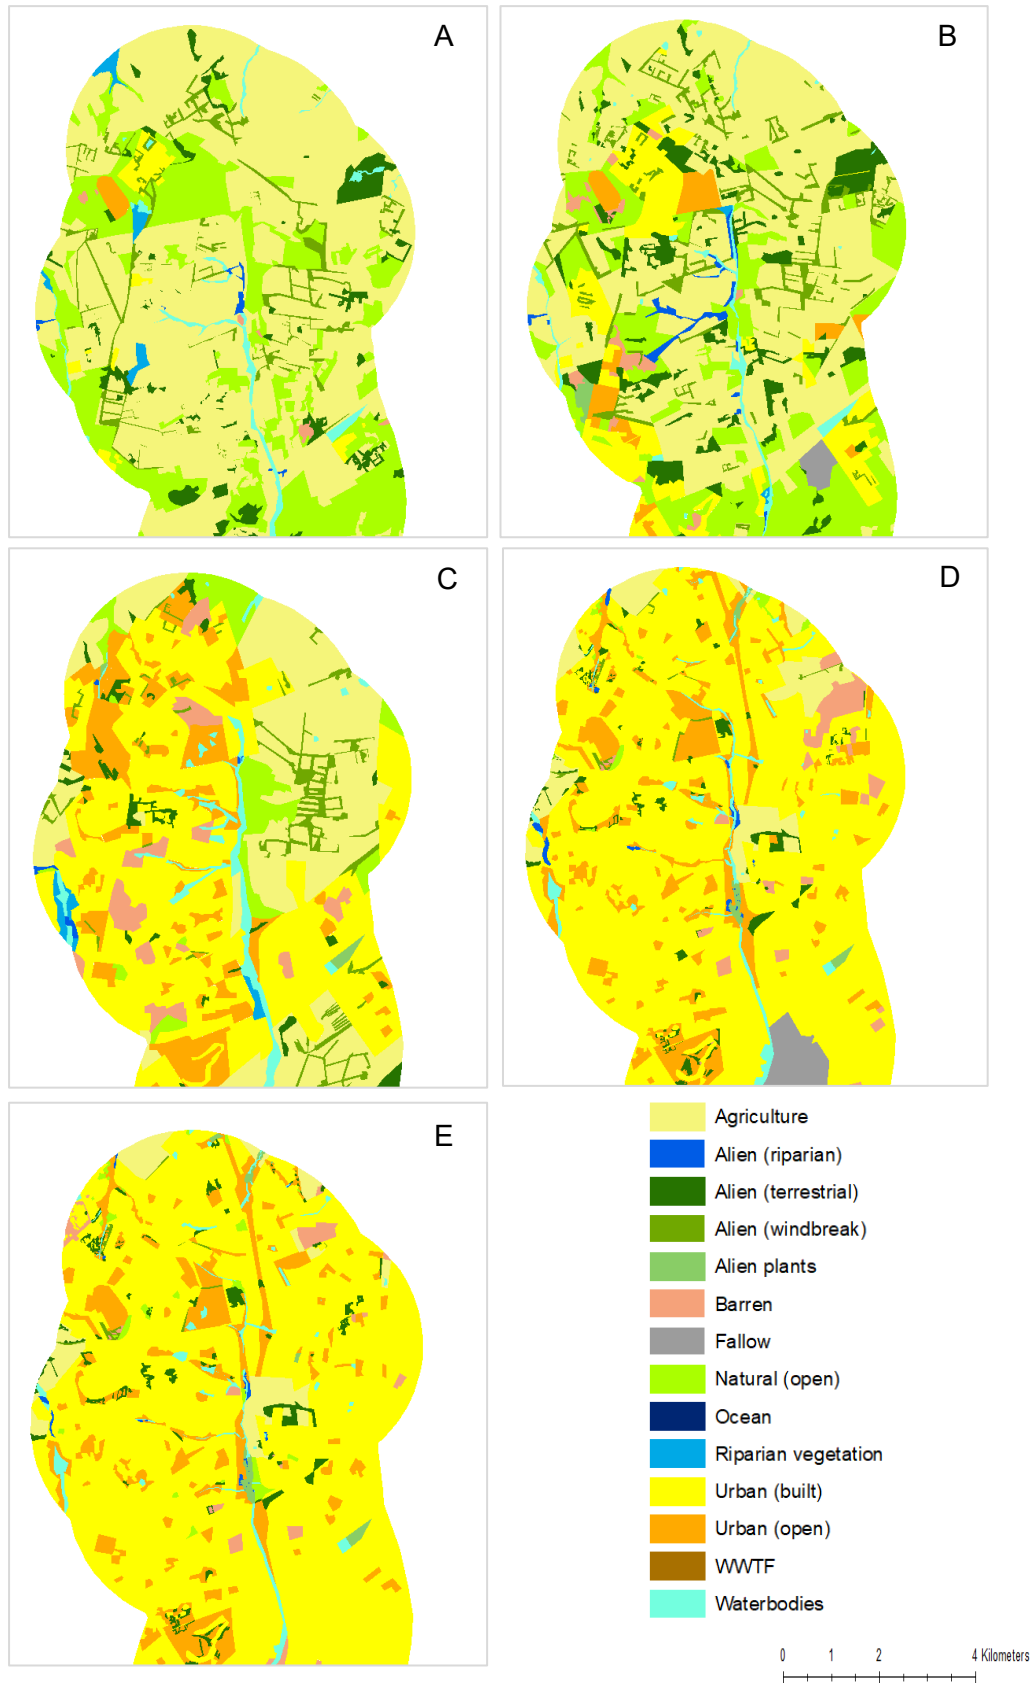 A
B
C
D
E
Agriculture
Alien (riparian)
Alien (terrestrial)
Alien (windbreak)
Alien plants
Barren
Fallow
Natural (open)
Ocean
Riparian vegetation
Urban (built)
Urban (open)
WWTF
Waterbodies
0 1 2 4 Kilometers